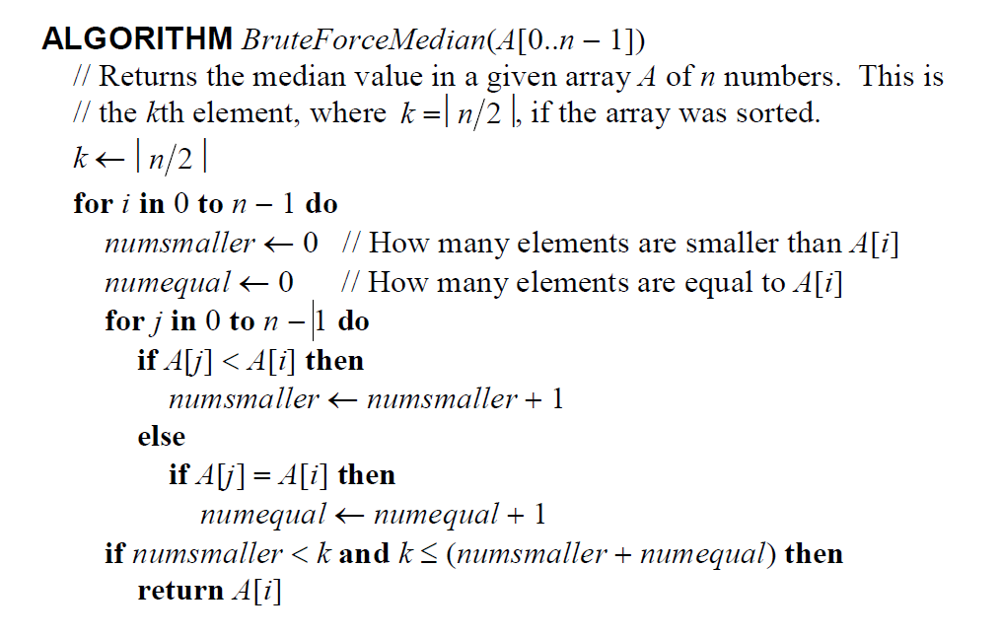 ALGORITHM BruteForceMedian(A[0..n – 1])
// Returns the median value in a given array A of n numbers. This is
// the kth element, where k =| n/2 |, if the array was sorted.
k ← | n/2 |
for i in 0 to n – 1 do
numsmaller ← 0 // How many elements are smaller than A[i]
numequal ← 0 // How many elements are equal to A[i]
for j in 0 to n – 1 do
if A[j] < A[i] then
numsmaller ← numsmaller + 1
else
if A[j] = A[i] then
numequal ← numequal + 1
if numsmaller < k and k ≤ (numsmaller + numequal) then
return A[i]